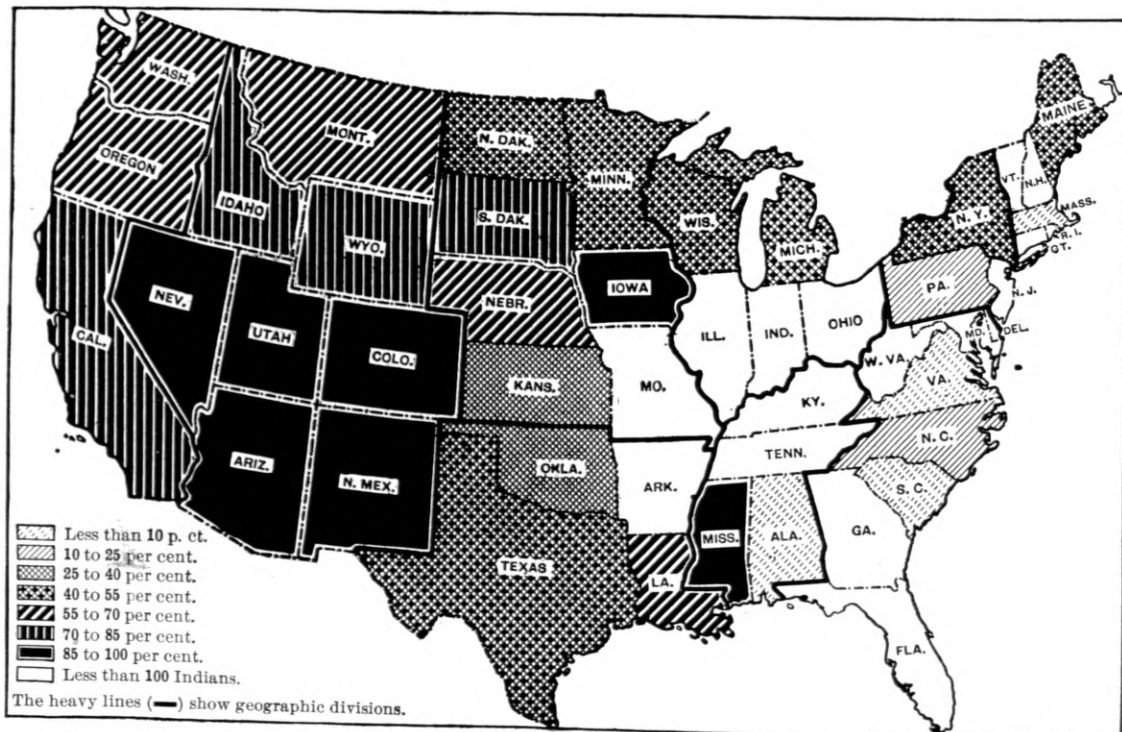 WASH.
OREGON
CAL.
IDAHO
NEV.
MONT.
WYO.
UTAH
COLO.
ARIZ.
N. MEX.
N. DAK.
S. DAK.
NEBR.
KANS.
OKLA.
TEXAS
MINN.
IOWA
MO.
ARK.
LA.
WIS.
MICH.
ILL.
IND.
OHIO
KY.
TENN.
MISS.
ALA.
GA.
FLA.
S. C.
N. C.
VA.
W. VA.
MD.
DEL.
PA.
N. J.
N. Y.
CT.
R. I.
MASS.
VT.
N.H.
MAINE
Less than 10 p. ct.
10 to 25 per cent.
25 to 40 per cent.
40 to 55 per cent.
55 to 70 per cent.
70 to 85 per cent.
85 to 100 per cent.
Less than 100 Indians.
The heavy lines (▬) show geographic divisions.